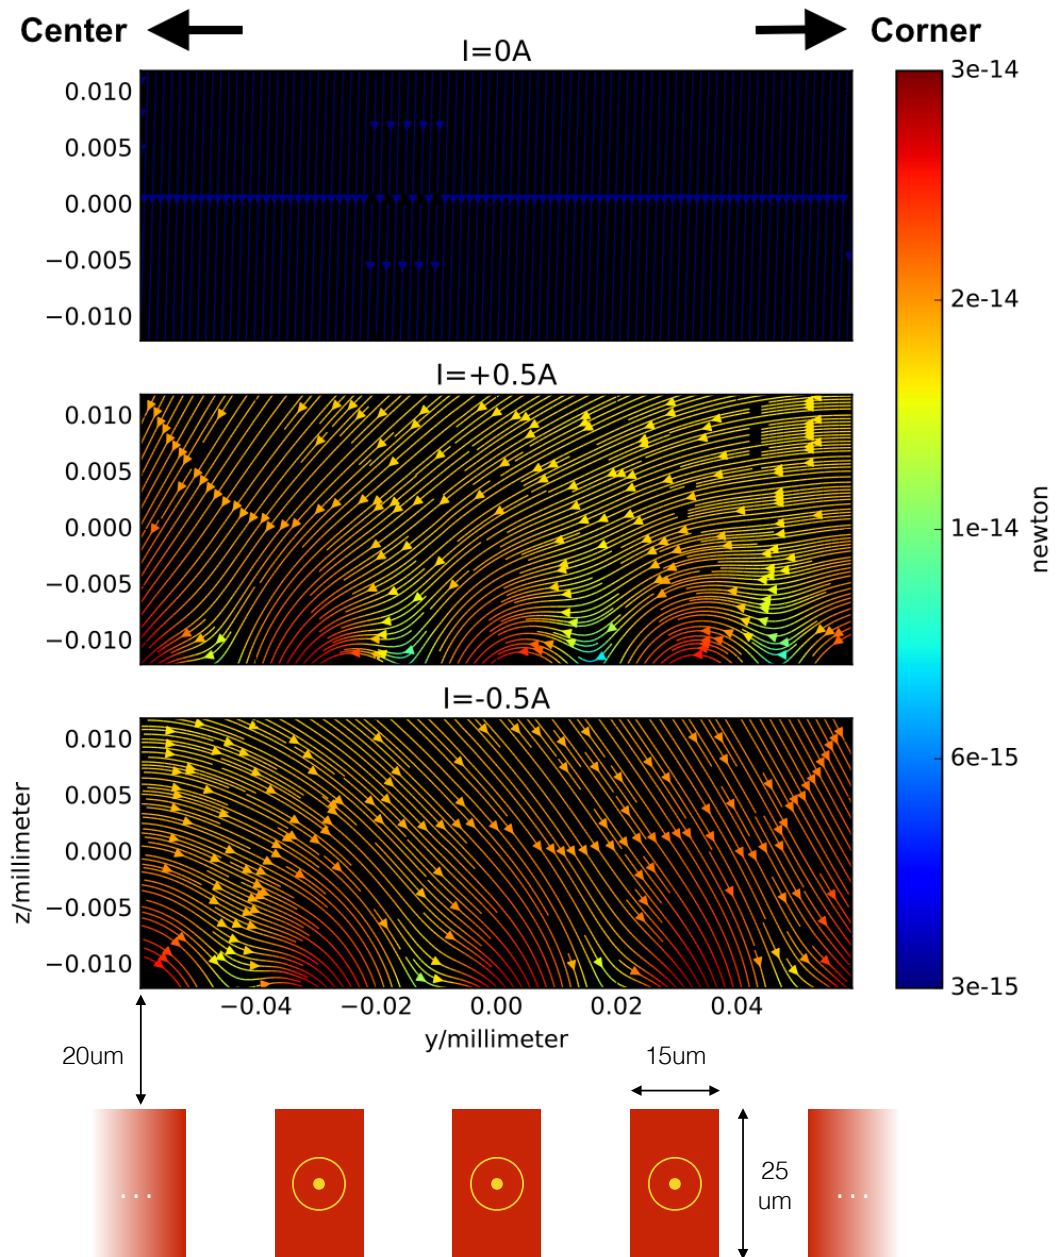 Center
Corner
I=0A
0.010
0.005
0.000
−0.005
−0.010
I=+0.5A
0.010
0.005
0.000
−0.005
−0.010
I=-0.5A
0.010
0.005
0.000
−0.005
−0.010
z/millimeter
−0.04
−0.02
0.00
0.02
0.04
y/millimeter
3e-14
2e-14
1e-14
6e-15
3e-15
newton
20um
15um
25
um
...
...